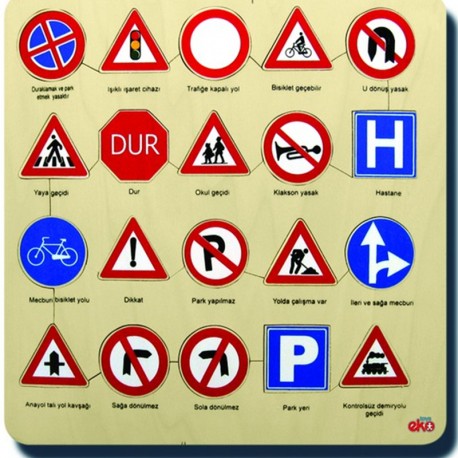 Duraklamak ve park
etmek yasaktır
Işıklı işaret cihazı
Trafiğe kapalı yol
Bisiklet geçebilir
U dönüş yasak
DUR
H
Yaya geçidi
Dur
Okul geçidi
Klakson yasak
Hastane
P
Mecburi bisiklet yolu
Dikkat
Park yapılmaz
Yolda çalışma var
İleri ve sağa mecburi
P
Anayol tali yol kavşağı
Sağa dönülmez
Sola dönülmez
Park yeri
Kontrolsüz demiryolu
geçidi
eko